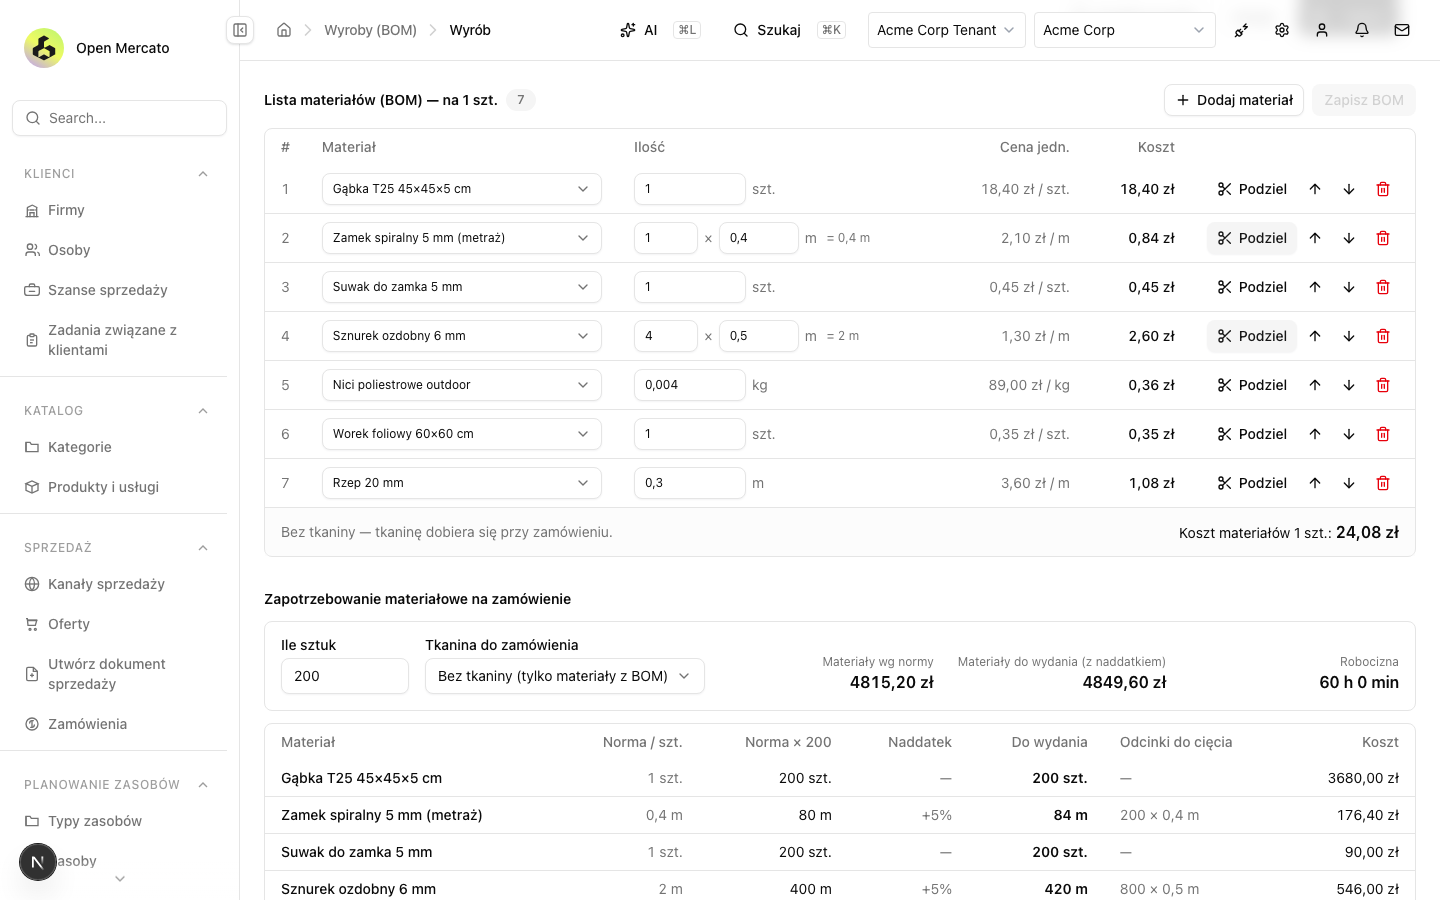 Open Mercato
Wyroby (BOM)
Wyrób
AI ⌘L
Szukaj ⌘K
Acme Corp Tenant
Acme Corp
Search...
KLIENCI
Firmy
Osoby
Szanse sprzedaży
Zadania związane z
klientami
KATALOG
Kategorie
Produkty i usługi
SPRZEDAŻ
Kanały sprzedaży
Oferty
Utwórz dokument
sprzedaży
Zamówienia
PLANOWANIE ZASOBÓW
Typy zasobów
asoby
N
Lista materiałów (BOM) — na 1 szt. 7
+ Dodaj materiał
Zapisz BOM
# Materiał Ilość Cena jedn. Koszt
1 Gąbka T25 45×45×5 cm 1 szt. 18,40 zł / szt. 18,40 zł Podziel
2 Zamek spiralny 5 mm (metraż) 1 × 0,4 m = 0,4 m 2,10 zł / m 0,84 zł Podziel
3 Suwak do zamka 5 mm 1 szt. 0,45 zł / szt. 0,45 zł Podziel
4 Sznurek ozdobny 6 mm 4 × 0,5 m = 2 m 1,30 zł / m 2,60 zł Podziel
5 Nici poliestrowe outdoor 0,004 kg 89,00 zł / kg 0,36 zł Podziel
6 Worek foliowy 60×60 cm 1 szt. 0,35 zł / szt. 0,35 zł Podziel
7 Rzep 20 mm 0,3 m 3,60 zł / m 1,08 zł Podziel
Bez tkaniny — tkaninę dobiera się przy zamówieniu. Koszt materiałów 1 szt.: 24,08 zł
Zapotrzebowanie materiałowe na zamówienie
Ile sztuk
200
Tkanina do zamówienia
Bez tkaniny (tylko materiały z BOM)
Materiały wg normy
4815,20 zł
Materiały do wydania (z naddatkiem)
4849,60 zł
Robocizna
60 h 0 min
Materiał Norma / szt. Norma × 200 Naddatek Do wydania Odcinki do cięcia Koszt
Gąbka T25 45×45×5 cm 1 szt. 200 szt. — 200 szt. — 3680,00 zł
Zamek spiralny 5 mm (metraż) 0,4 m 80 m +5% 84 m 200 × 0,4 m 176,40 zł
Suwak do zamka 5 mm 1 szt. 200 szt. — 200 szt. — 90,00 zł
Sznurek ozdobny 6 mm 2 m 400 m +5% 420 m 800 × 0,5 m 546,00 zł